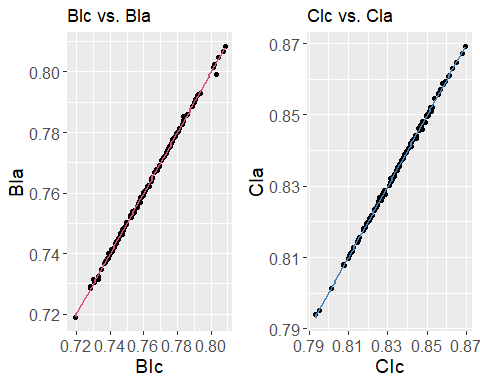 Blc vs. Bla
Clc vs. Cla
Bla
0.80
0.78
0.76
0.74
0.72
0.72 0.74 0.76 0.78 0.80
Blc
Cla
0.87
0.85
0.83
0.81
0.79
0.79 0.81 0.83 0.85 0.87
Clc